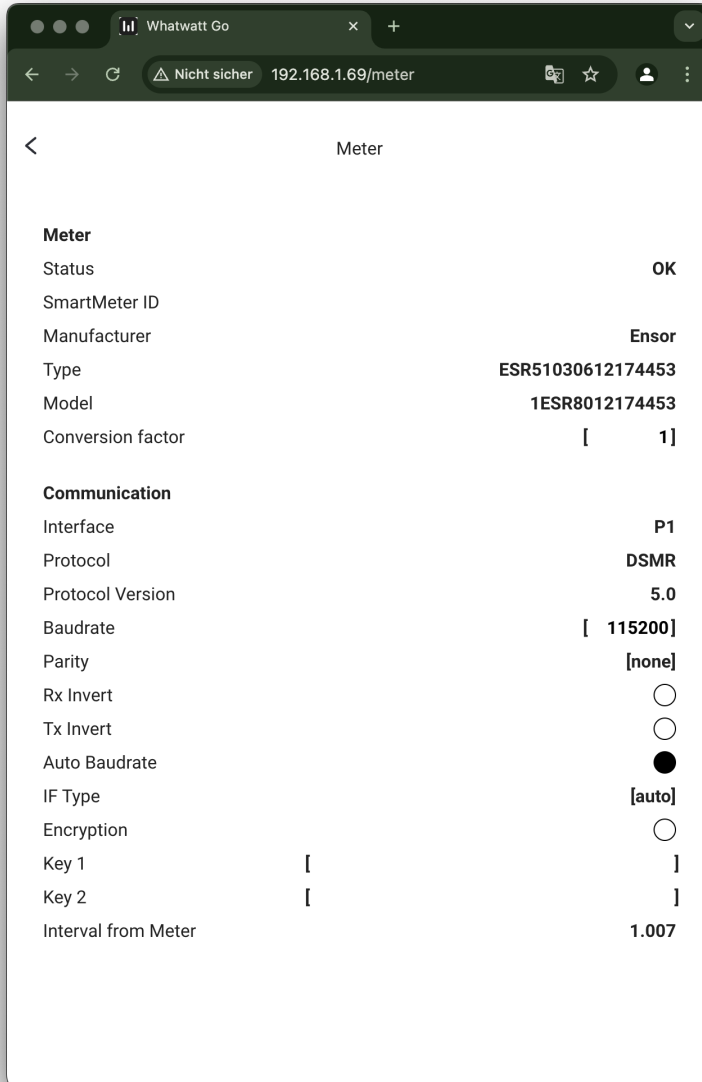 Whatwatt Go
Nicht sicher 192.168.1.69/meter
Meter
Meter
Status OK
SmartMeter ID
Manufacturer Ensor
Type ESR51030612174453
Model 1ESR8012174453
Conversion factor [ 1]
Communication
Interface P1
Protocol DSMR
Protocol Version 5.0
Baudrate [ 115200]
Parity [none]
Rx Invert
Tx Invert
Auto Baudrate
IF Type [auto]
Encryption
Key 1 [ ]
Key 2 [ ]
Interval from Meter 1.007